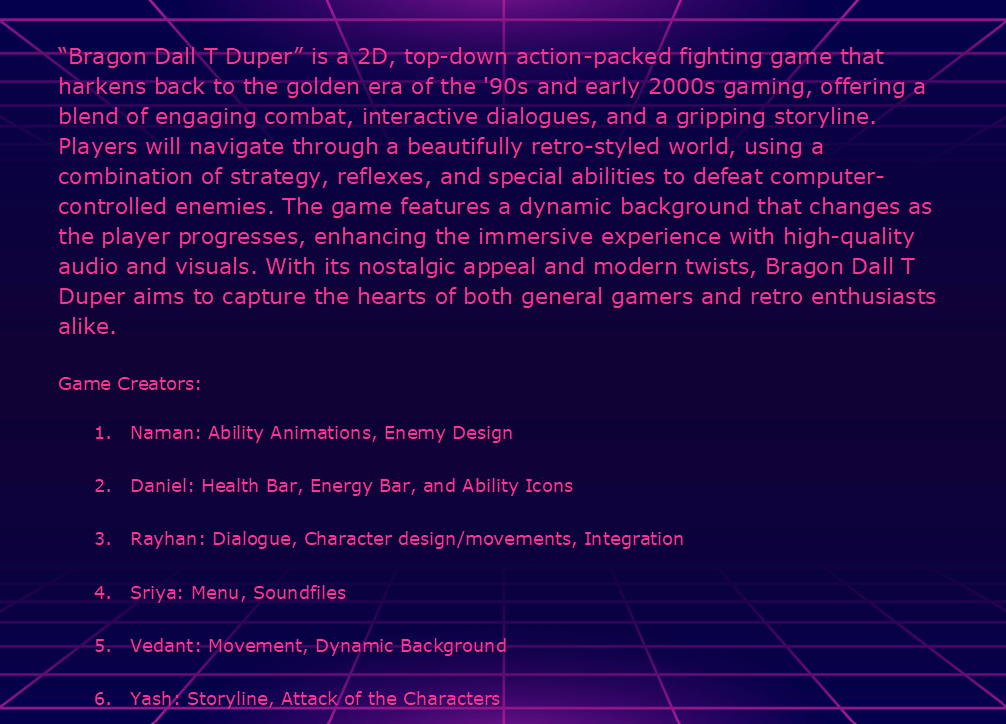 “Bragon Dall T Duper” is a 2D, top-down action-packed fighting game that
harkens back to the golden era of the '90s and early 2000s gaming, offering a
blend of engaging combat, interactive dialogues, and a gripping storyline.
Players will navigate through a beautifully retro-styled world, using a
combination of strategy, reflexes, and special abilities to defeat computer-
controlled enemies. The game features a dynamic background that changes as
the player progresses, enhancing the immersive experience with high-quality
audio and visuals. With its nostalgic appeal and modern twists, Bragon Dall T
Duper aims to capture the hearts of both general gamers and retro enthusiasts
alike.
Game Creators:
1. Naman: Ability Animations, Enemy Design
2. Daniel: Health Bar, Energy Bar, and Ability Icons
3. Rayhan: Dialogue, Character design/movements, Integration
4. Sriya: Menu, Soundfiles
5. Vedant: Movement, Dynamic Background
6. Yash: Storyline, Attack of the Characters